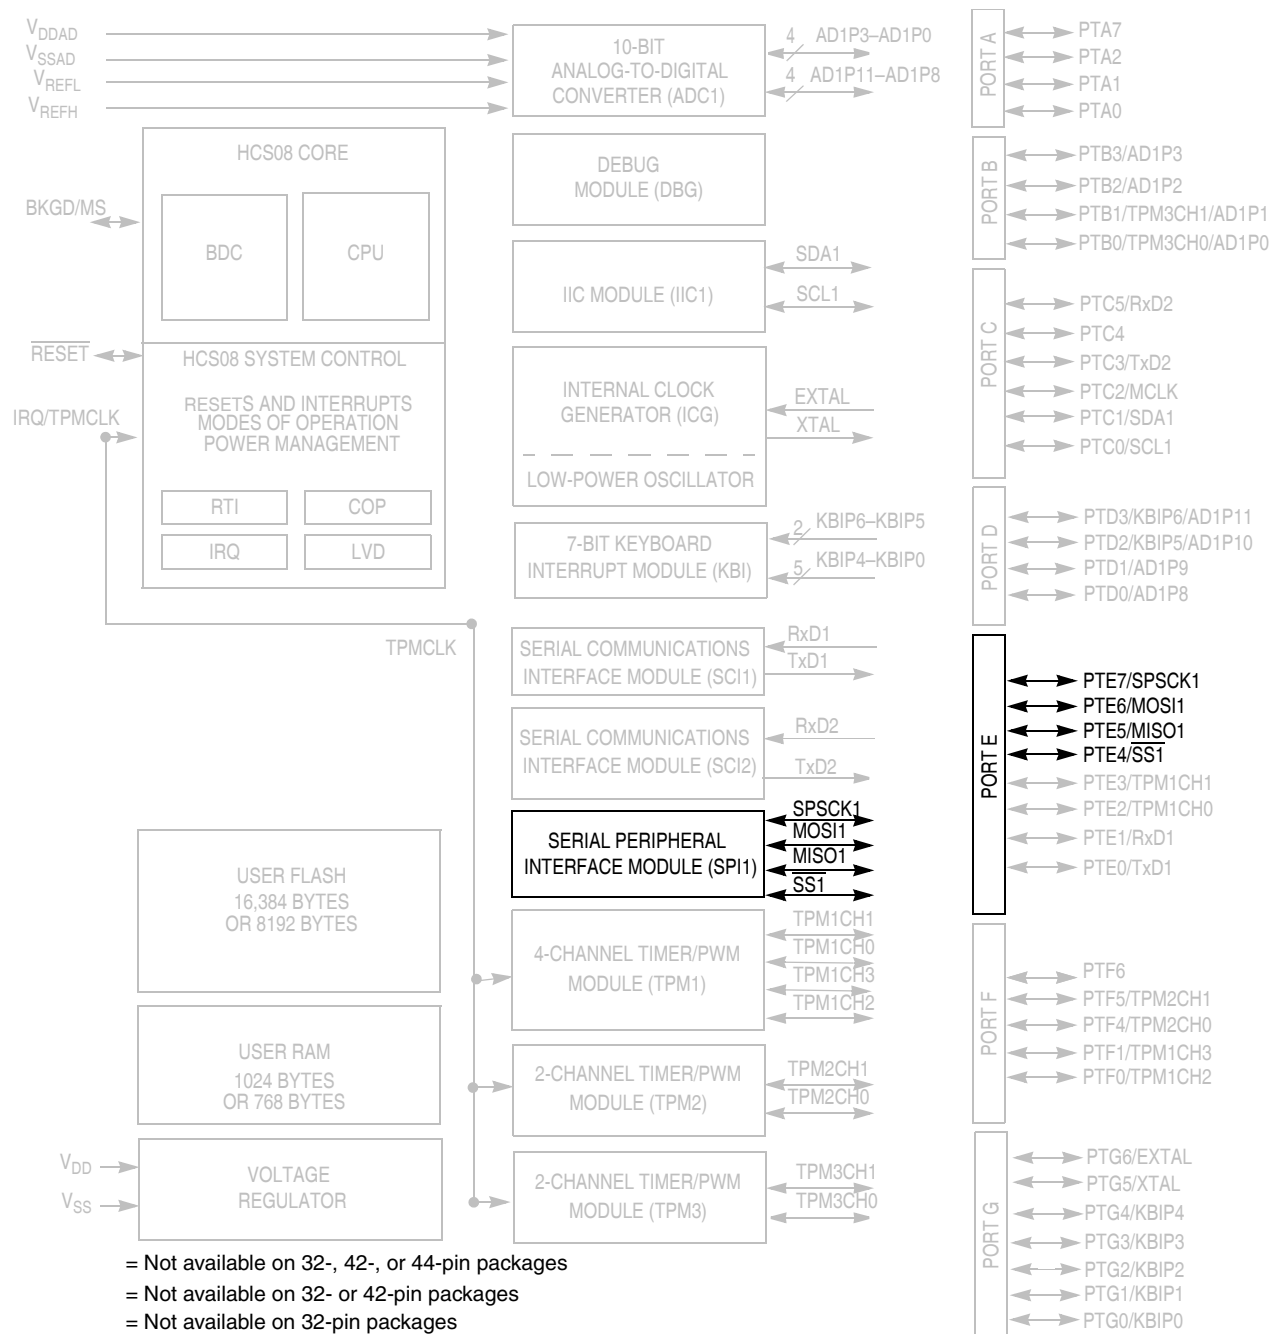 VDDAD
VSSAD
VREFL
VREFH
10-BIT
ANALOG-TO-DIGITAL
CONVERTER (ADC1)
4 AD1P3–AD1P0
4 AD1P11–AD1P8
HCS08 CORE
BDC
CPU
BKGD/MS
RESET
IRQ/TPMCLK
HCS08 SYSTEM CONTROL
RESETS AND INTERRUPTS
MODES OF OPERATION
POWER MANAGEMENT
RTI
COP
IRQ
LVD
TPMCLK
DEBUG
MODULE (DBG)
IIC MODULE (IIC1)
SDA1
SCL1
INTERNAL CLOCK
GENERATOR (ICG)
LOW-POWER OSCILLATOR
EXTAL
XTAL
7-BIT KEYBOARD
INTERRUPT MODULE (KBI)
2 KBIP6–KBIP5
5 KBIP4–KBIP0
SERIAL COMMUNICATIONS
INTERFACE MODULE (SCI1)
RxD1
TxD1
SERIAL COMMUNICATIONS
INTERFACE MODULE (SCI2)
RxD2
TxD2
SERIAL PERIPHERAL
INTERFACE MODULE (SPI1)
SPSCK1
MOSI1
MISO1
SS1
USER FLASH
16,384 BYTES
OR 8192 BYTES
4-CHANNEL TIMER/PWM
MODULE (TPM1)
TPM1CH1
TPM1CH0
TPM1CH3
TPM1CH2
USER RAM
1024 BYTES
OR 768 BYTES
2-CHANNEL TIMER/PWM
MODULE (TPM2)
TPM2CH1
TPM2CH0
VDD
VSS
VOLTAGE
REGULATOR
2-CHANNEL TIMER/PWM
MODULE (TPM3)
TPM3CH1
TPM3CH0
PORT A
PTA7
PTA2
PTA1
PTA0
PORT B
PTB3/AD1P3
PTB2/AD1P2
PTB1/TPM3CH1/AD1P1
PTB0/TPM3CH0/AD1P0
PORT C
PTC5/RxD2
PTC4
PTC3/TxD2
PTC2/MCLK
PTC1/SDA1
PTC0/SCL1
PORT D
PTD3/KBIP6/AD1P11
PTD2/KBIP5/AD1P10
PTD1/AD1P9
PTD0/AD1P8
PORT E
PTE7/SPSCK1
PTE6/MOSI1
PTE5/MISO1
PTE4/SS1
PTE3/TPM1CH1
PTE2/TPM1CH0
PTE1/RxD1
PTE0/TxD1
PORT F
PTF6
PTF5/TPM2CH1
PTF4/TPM2CH0
PTF1/TPM1CH3
PTF0/TPM1CH2
PORT G
PTG6/EXTAL
PTG5/XTAL
PTG4/KBIP4
PTG3/KBIP3
PTG2/KBIP2
PTG1/KBIP1
PTG0/KBIP0
= Not available on 32-, 42-, or 44-pin packages
= Not available on 32- or 42-pin packages
= Not available on 32-pin packages